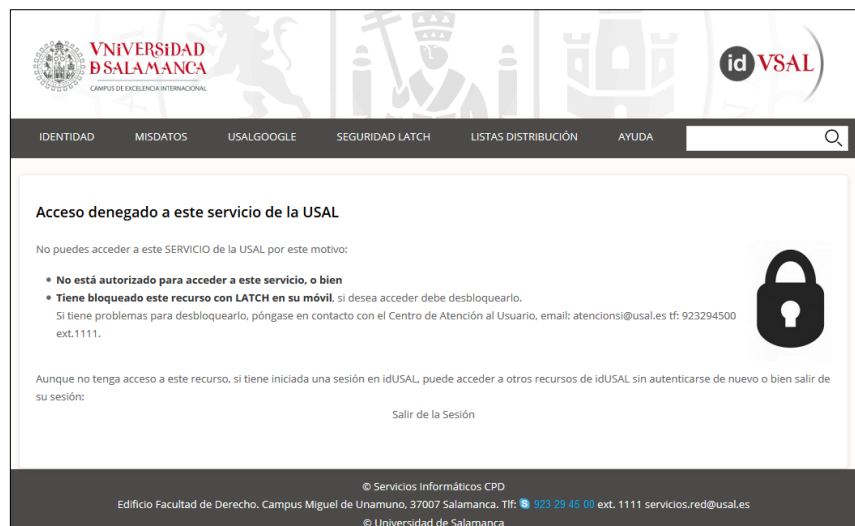 VNiVERSiDAD
Ð SALAMANCA
CAMPUS DE EXCELENCIA INTERNACIONAL
id VSAL
IDENTIDAD MISDATOS USALGOOGLE SEGURIDAD LATCH LISTAS DISTRIBUCIÓN AYUDA
Acceso denegado a este servicio de la USAL
No puedes acceder a este SERVICIO de la USAL por este motivo:
No está autorizado para acceder a este servicio, o bien
Tiene bloqueado este recurso con LATCH en su móvil, si desea acceder debe desbloquearlo.
Si tiene problemas para desbloquearlo, póngase en contacto con el Centro de Atención al Usuario, email: atencionsi@usal.es tf: 923294500
ext.1111.
Aunque no tenga acceso a este recurso, si tiene iniciada una sesión en idUSAL, puede acceder a otros recursos de idUSAL sin autenticarse de nuevo o bien salir de
su sesión:
Salir de la Sesión
© Servicios Informáticos CPD
Edificio Facultad de Derecho. Campus Miguel de Unamuno, 37007 Salamanca. Tlf: 923 29 45 00 ext. 1111 servicios.red@usal.es
© Universidad de Salamanca